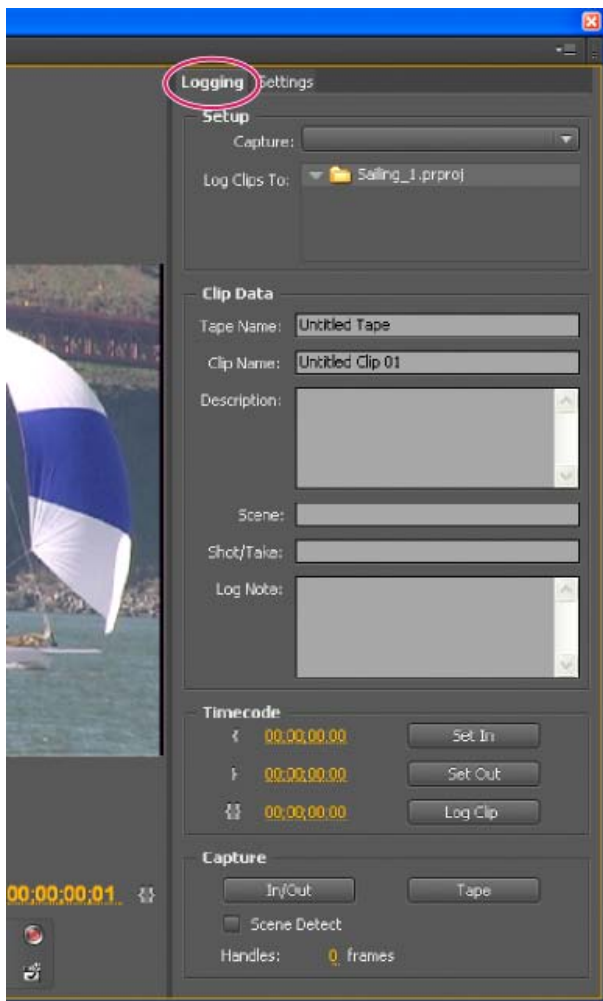 Logging Settings
Setup
Capture:
Log Clips To: Sailing_1.prproj
Clip Data
Tape Name: Untitled Tape
Clip Name: Untitled Clip 01
Description:
Scene:
Shot/Take:
Log Note:
Timecode
{ 00;00;00;00 Set In
} 00;00;00;00 Set Out
{} 00;00;00;00 Log Clip
Capture
00;00;00;01 {} In/Out Tape
Scene Detect
Handles: 0 frames